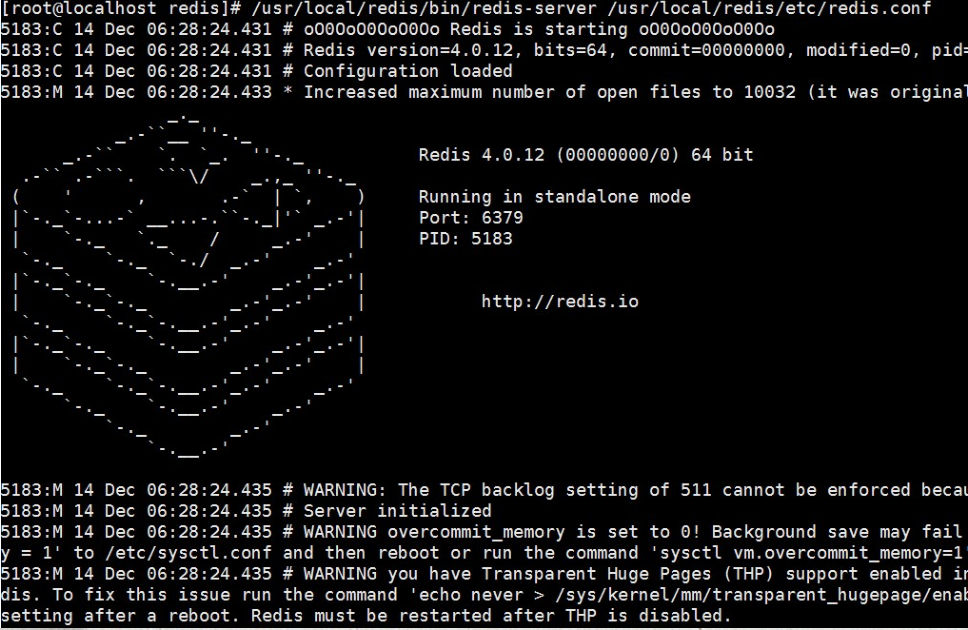 [root@localhost redis]# /usr/local/redis/bin/redis-server /usr/local/redis/etc/redis.conf
5183:C 14 Dec 06:28:24.431 # oO0OoO0OoO0Oo Redis is starting oO0OoO0OoO0Oo
5183:C 14 Dec 06:28:24.431 # Redis version=4.0.12, bits=64, commit=00000000, modified=0, pid=
5183:C 14 Dec 06:28:24.431 # Configuration loaded
5183:M 14 Dec 06:28:24.433 * Increased maximum number of open files to 10032 (it was original
Redis 4.0.12 (00000000/0) 64 bit
Running in standalone mode
Port: 6379
PID: 5183
http://redis.io
5183:M 14 Dec 06:28:24.435 # WARNING: The TCP backlog setting of 511 cannot be enforced becau
5183:M 14 Dec 06:28:24.435 # Server initialized
5183:M 14 Dec 06:28:24.435 # WARNING overcommit_memory is set to 0! Background save may fail
y = 1' to /etc/sysctl.conf and then reboot or run the command 'sysctl vm.overcommit_memory=1'
5183:M 14 Dec 06:28:24.435 # WARNING you have Transparent Huge Pages (THP) support enabled in
dis. To fix this issue run the command 'echo never > /sys/kernel/mm/transparent_hugepage/enab
setting after a reboot. Redis must be restarted after THP is disabled.